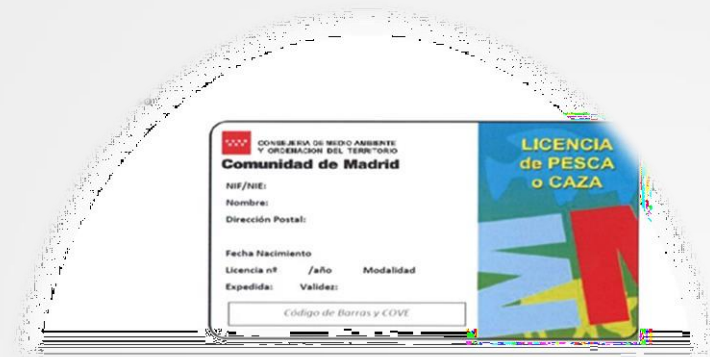 CONSEJERIA DE MEDIO AMBIENTE
Y ORDENACION DEL TERRITORIO
Comunidad de Madrid
NIF/NIE:
Nombre:
Dirección Postal:
Fecha Nacimiento
Licencia nº /año Modalidad
Expedida: Validez:
Código de Barras y COVE
LICENCIA
de PESCA
o CAZA